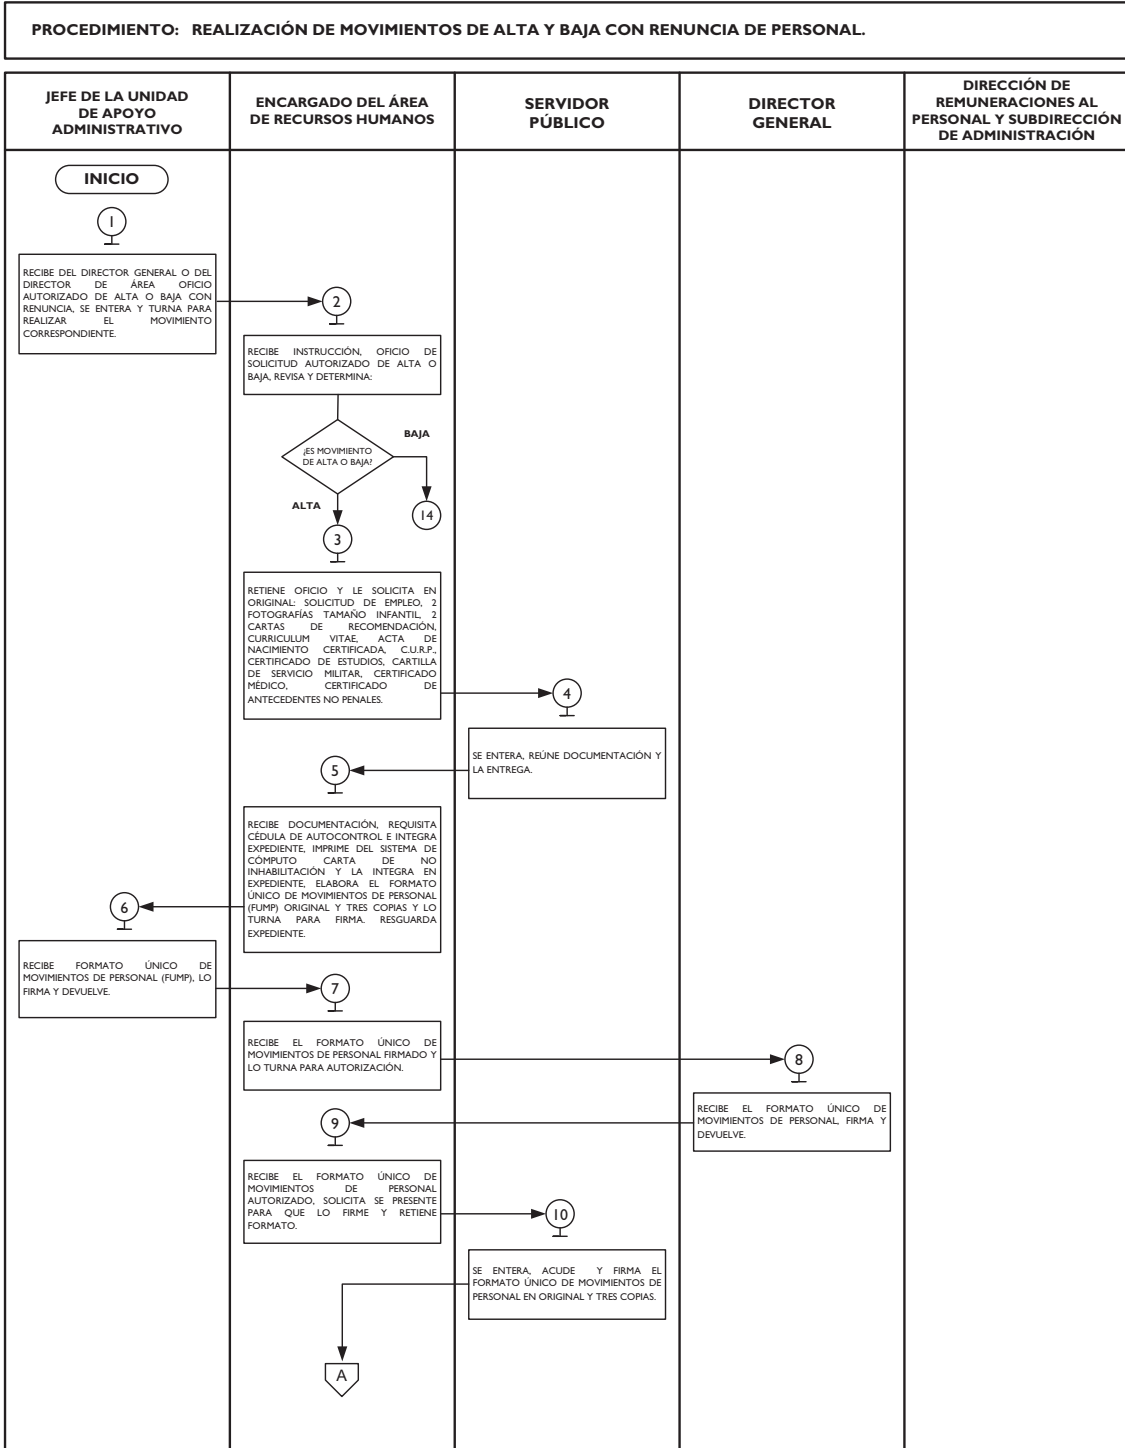 PROCEDIMIENTO: REALIZACIÓN DE MOVIMIENTOS DE ALTA Y BAJA CON RENUNCIA DE PERSONAL.
JEFE DE LA UNIDAD
DE APOYO
ADMINISTRATIVO
ENCARGADO DEL ÁREA
DE RECURSOS HUMANOS
SERVIDOR
PÚBLICO
DIRECTOR
GENERAL
DIRECCIÓN DE
REMUNERACIONES AL
PERSONAL Y SUBDIRECCIÓN
DE ADMINISTRACIÓN
INICIO
1
RECIBE DEL DIRECTOR GENERAL O DEL
DIRECTOR DE ÁREA OFICIO
AUTORIZADO DE ALTA O BAJA CON
RENUNCIA, SE ENTERA Y TURNA PARA
REALIZAR EL MOVIMIENTO
CORRESPONDIENTE.
2
RECIBE INSTRUCCIÓN, OFICIO DE
SOLICITUD AUTORIZADO DE ALTA O
BAJA, REVISA Y DETERMINA:
¿ES MOVIMIENTO
DE ALTA O BAJA?
BAJA
14
ALTA
3
RETIENE OFICIO Y LE SOLICITA EN
ORIGINAL: SOLICITUD DE EMPLEO, 2
FOTOGRAFÍAS TAMAÑO INFANTIL, 2
CARTAS DE RECOMENDACIÓN,
CURRICULUM VITAE, ACTA DE
NACIMIENTO CERTIFICADA, C.U.R.P.,
CERTIFICADO DE ESTUDIOS, CARTILLA
DE SERVICIO MILITAR, CERTIFICADO
MÉDICO, CERTIFICADO DE
ANTECEDENTES NO PENALES.
4
SE ENTERA, REÚNE DOCUMENTACIÓN Y
LA ENTREGA.
5
RECIBE DOCUMENTACIÓN, REQUISITA
CÉDULA DE AUTOCONTROL E INTEGRA
EXPEDIENTE, IMPRIME DEL SISTEMA DE
CÓMPUTO CARTA DE NO
INHABILITACIÓN Y LA INTEGRA EN
EXPEDIENTE, ELABORA EL FORMATO
ÚNICO DE MOVIMIENTOS DE PERSONAL
(FUMP) ORIGINAL Y TRES COPIAS Y LO
TURNA PARA FIRMA. RESGUARDA
EXPEDIENTE.
6
RECIBE FORMATO ÚNICO DE
MOVIMIENTOS DE PERSONAL (FUMP), LO
FIRMA Y DEVUELVE.
7
RECIBE EL FORMATO ÚNICO DE
MOVIMIENTOS DE PERSONAL FIRMADO Y
LO TURNA PARA AUTORIZACIÓN.
8
RECIBE EL FORMATO ÚNICO DE
MOVIMIENTOS DE PERSONAL, FIRMA Y
DEVUELVE.
9
RECIBE EL FORMATO ÚNICO DE
MOVIMIENTOS DE PERSONAL
AUTORIZADO, SOLICITA SE PRESENTE
PARA QUE LO FIRME Y RETIENE
FORMATO.
10
SE ENTERA, ACUDE Y FIRMA EL
FORMATO ÚNICO DE MOVIMIENTOS DE
PERSONAL EN ORIGINAL Y TRES COPIAS.
A